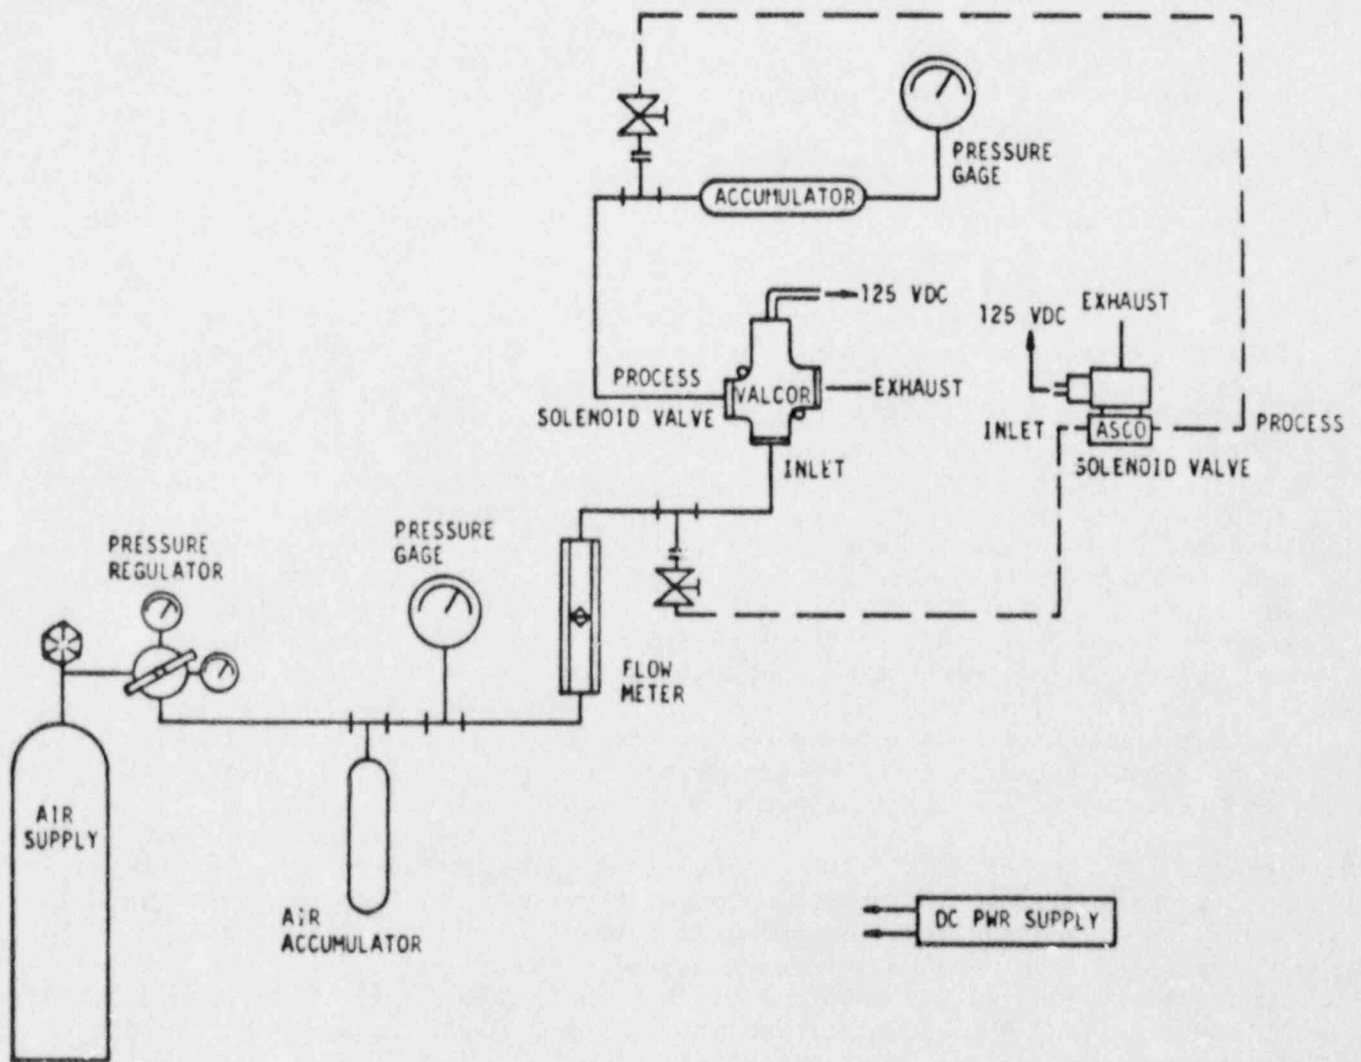 PRESSURE
GAGE
ACCUMULATOR
125 VDC
EXHAUST
125 VDC
PROCESS
VALCOR
EXHAUST
SOLENOID VALVE
INLET
INLET
ASCO
PROCESS
SOLENOID VALVE
PRESSURE
REGULATOR
PRESSURE
GAGE
FLOW
METER
AIR
SUPPLY
AIR
ACCUMULATOR
DC PWR SUPPLY